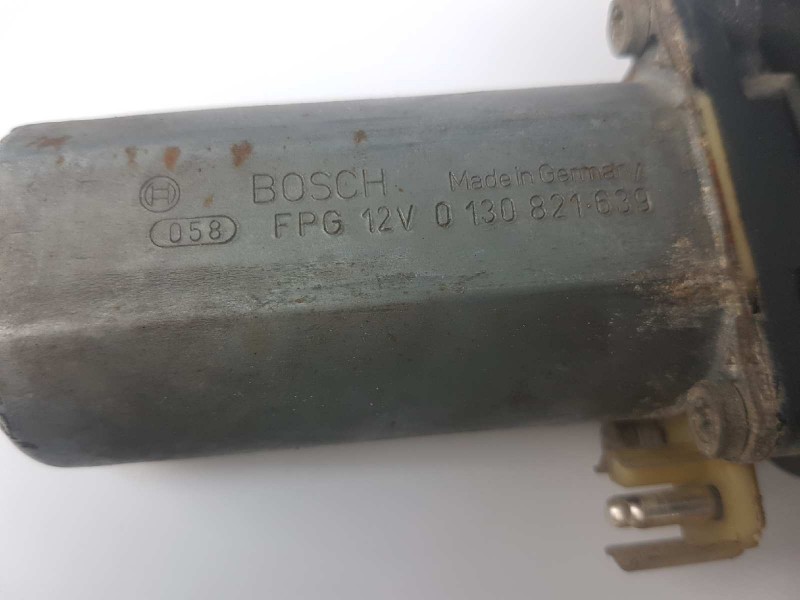 BOSCH Made in Germany
058 FPG 12V 0 130 821-639